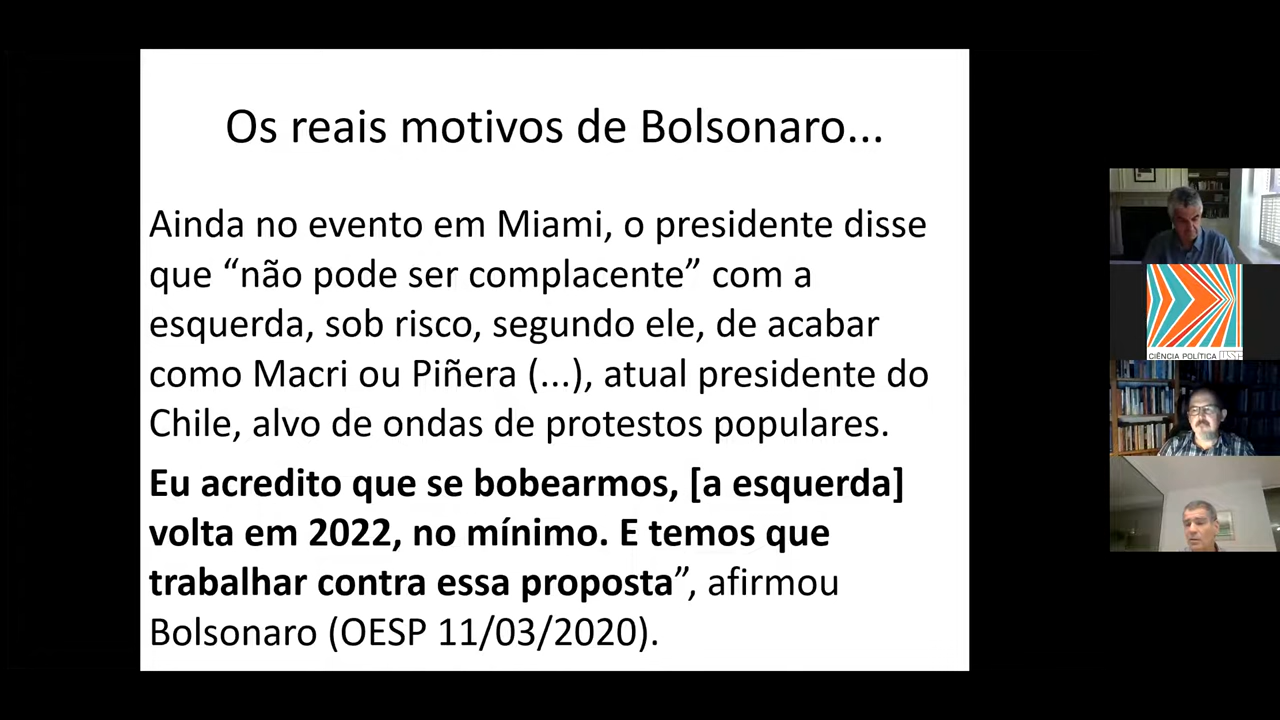 Os reais motivos de Bolsonaro...
Ainda no evento em Miami, o presidente disse
que “não pode ser complacente” com a
esquerda, sob risco, segundo ele, de acabar
como Macri ou Piñera (...), atual presidente do
Chile, alvo de ondas de protestos populares.
Eu acredito que se bobearmos, [a esquerda]
volta em 2022, no mínimo. E temos que
trabalhar contra essa proposta”, afirmou
Bolsonaro (OESP 11/03/2020).
CIÊNCIA POLÍTICA USP